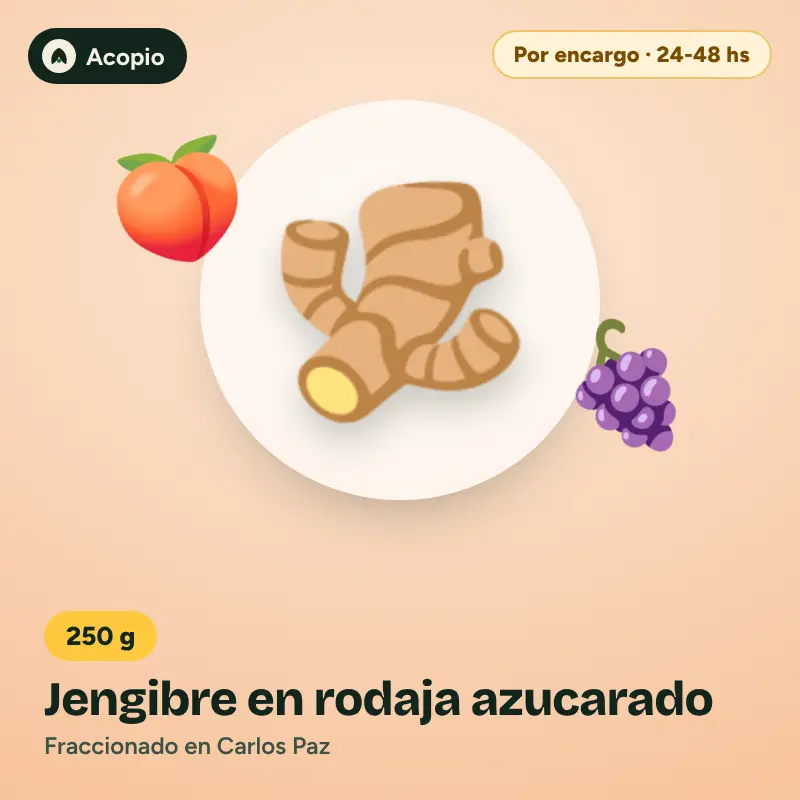 Acopio
Por encargo · 24-48 hs
250 g
Jengibre en rodaja azucarado
Fraccionado en Carlos Paz